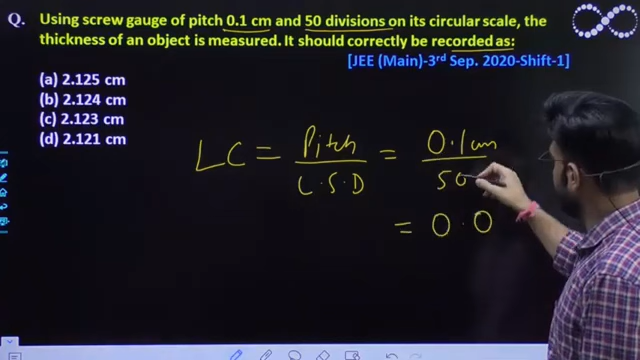 Q. Using screw gauge of pitch 0.1 cm and 50 divisions on its circular scale, the
thickness of an object is measured. It should correctly be recorded as:
[JEE (Main)-3rd Sep. 2020-Shift-1]
(a) 2.125 cm
(b) 2.124 cm
(c) 2.123 cm
(d) 2.121 cm
LC = Pitch / C.S.D = 0.1cm / 50
= 0.0